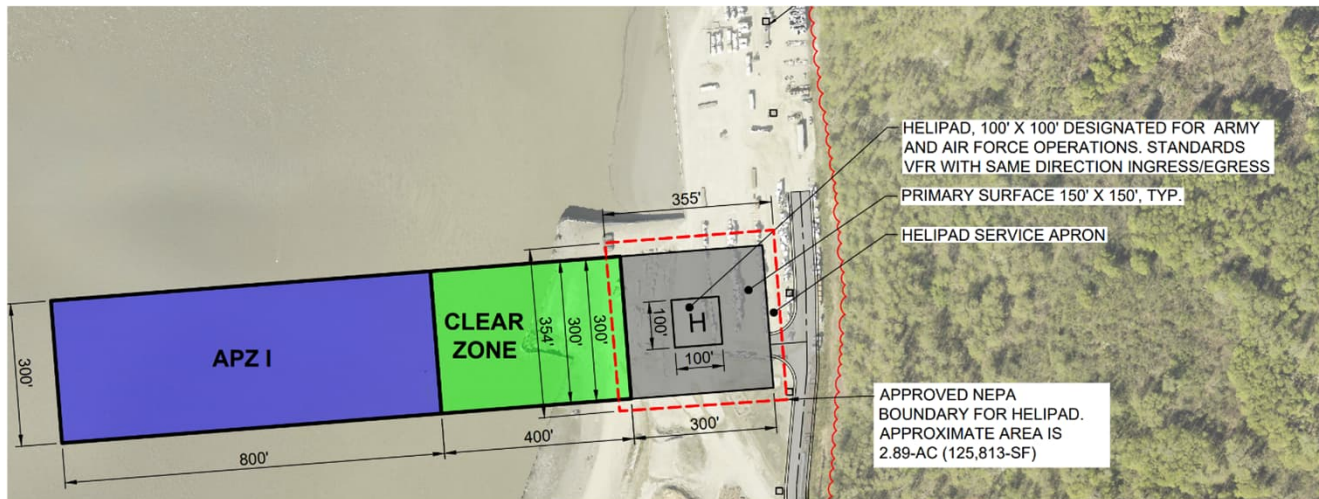 HELIPAD, 100' X 100' DESIGNATED FOR ARMY
AND AIR FORCE OPERATIONS. STANDARDS
VFR WITH SAME DIRECTION INGRESS/EGRESS
355'
PRIMARY SURFACE 150' X 150', TYP.
HELIPAD SERVICE APRON
300'
APZ I
CLEAR
ZONE
354'
300'
300'
100'
H
100'
800'
400'
300'
APPROVED NEPA
BOUNDARY FOR HELIPAD.
APPROXIMATE AREA IS
2.89-AC (125,813-SF)